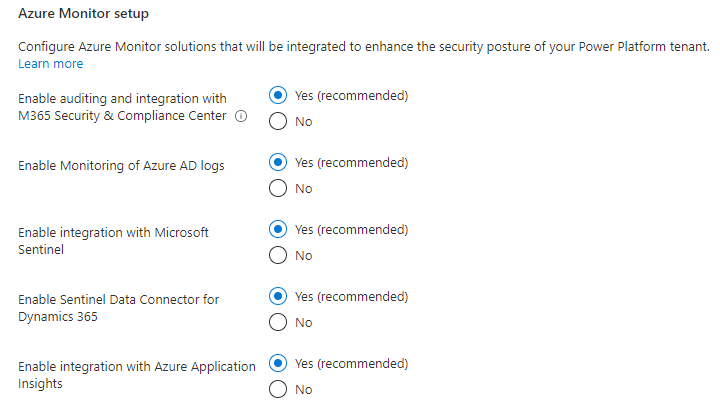 Azure Monitor setup
Configure Azure Monitor solutions that will be integrated to enhance the security posture of your Power Platform tenant.
Learn more
Enable auditing and integration with
M365 Security & Compliance Center
Yes (recommended)
No
Enable Monitoring of Azure AD logs
Yes (recommended)
No
Enable integration with Microsoft
Sentinel
Yes (recommended)
No
Enable Sentinel Data Connector for
Dynamics 365
Yes (recommended)
No
Enable integration with Azure Application
Insights
Yes (recommended)
No